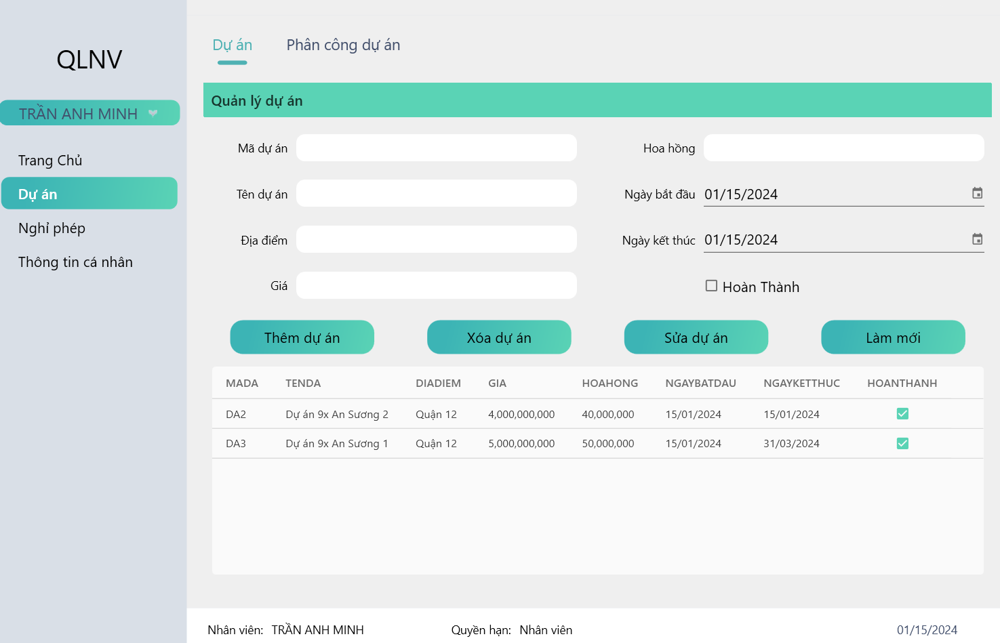 QLNV
TRẦN ANH MINH ❤
Trang Chủ
Dự án
Nghỉ phép
Thông tin cá nhân
Dự án Phân công dự án
Quản lý dự án
Mã dự án
Hoa hồng
Tên dự án
Ngày bắt đầu 01/15/2024
Địa điểm
Ngày kết thúc 01/15/2024
Giá
Hoàn Thành
Thêm dự án Xóa dự án Sửa dự án Làm mới
MADA TENDA DIADIEM GIA HOAHONG NGAYBATDAU NGAYKETTHUC HOANTHANH
DA2 Dự án 9x An Sương 2 Quận 12 4,000,000,000 40,000,000 15/01/2024 15/01/2024
DA3 Dự án 9x An Sương 1 Quận 12 5,000,000,000 50,000,000 15/01/2024 31/03/2024
Nhân viên: TRẦN ANH MINH Quyền hạn: Nhân viên 01/15/2024